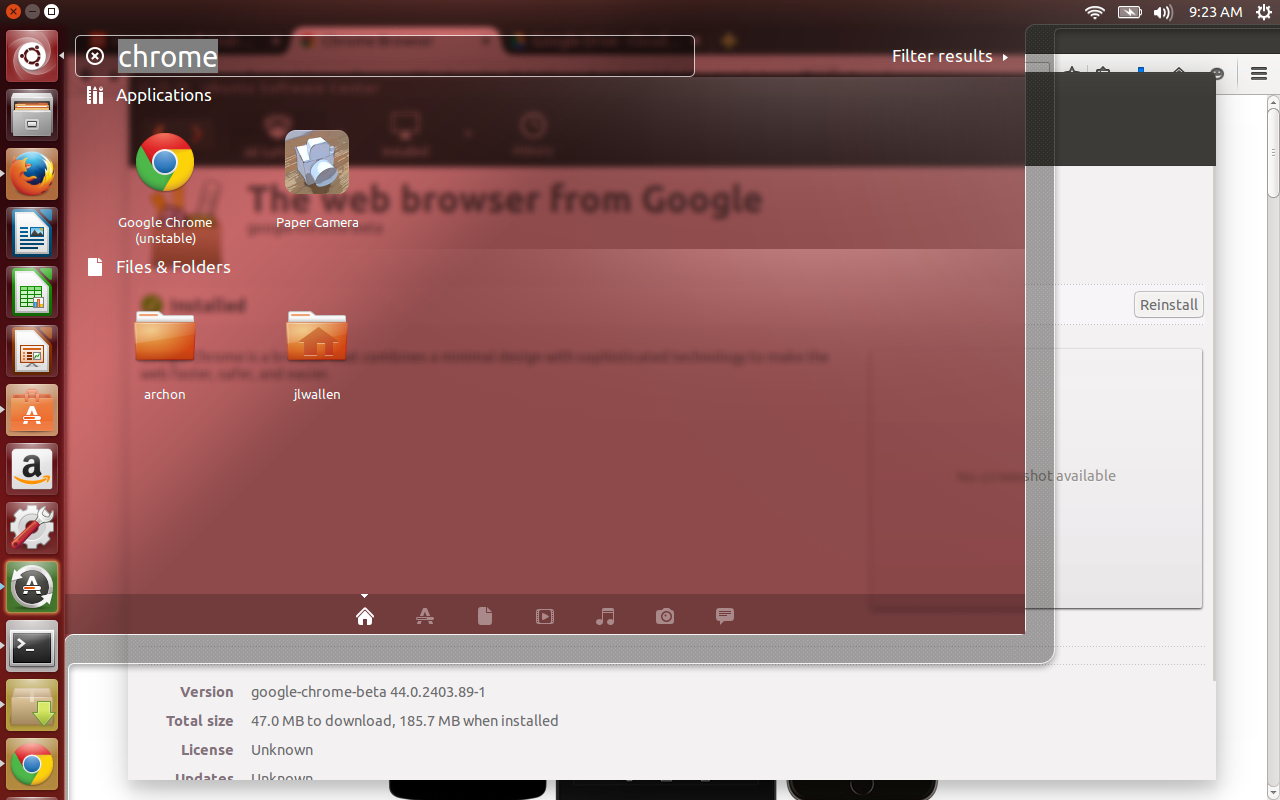 9:23 AM
chrome
Filter results
Applications
The web browser from Google
Google Chrome
(unstable)
Paper Camera
Files & Folders
Installed
Reinstall
archon
jlwallen
No screenshot available
Version google-chrome-beta 44.0.2403.89-1
Total size 47.0 MB to download, 185.7 MB when installed
License Unknown
Updates Unknown